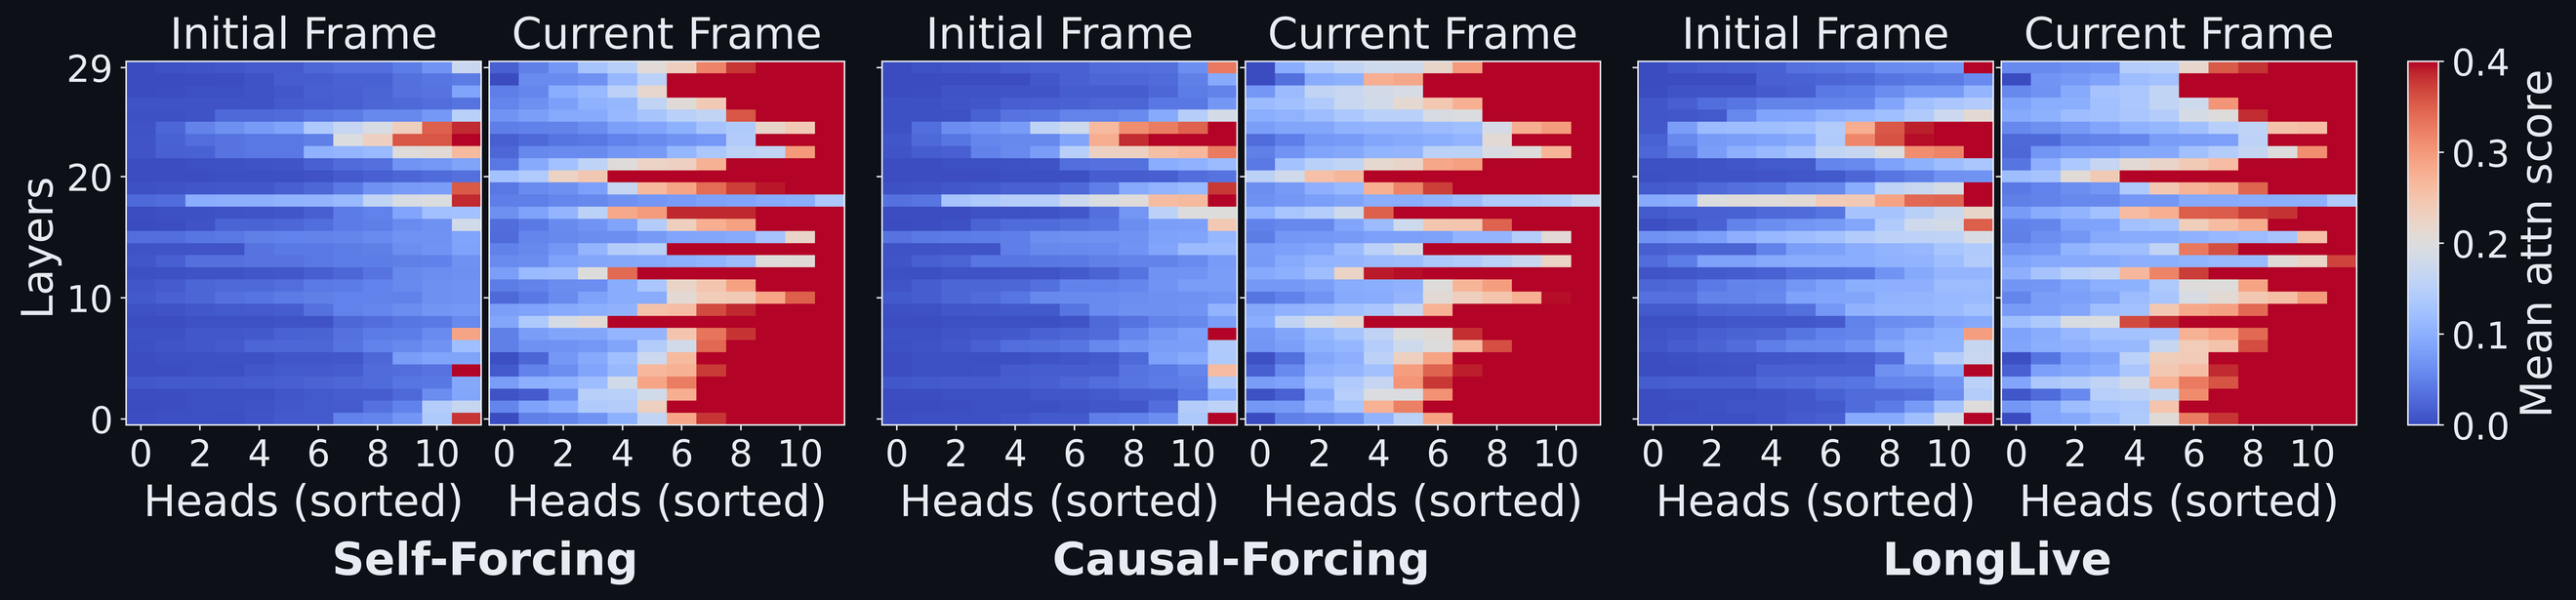 Initial Frame Current Frame Initial Frame Current Frame Initial Frame Current Frame
29
20
10
0
Layers
0 2 4 6 8 10 0 2 4 6 8 10 0 2 4 6 8 10 0 2 4 6 8 10 0 2 4 6 8 10 0 2 4 6 8 10
Heads (sorted) Heads (sorted) Heads (sorted) Heads (sorted) Heads (sorted) Heads (sorted)
Self-Forcing Causal-Forcing LongLive
0.4
0.3
0.2
0.1
0.0
Mean attn score